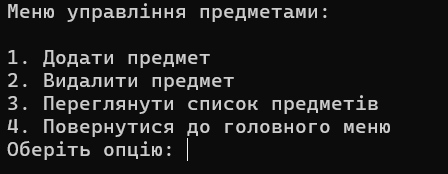 Меню управління предметами:
1. Додати предмет
2. Видалити предмет
3. Переглянути список предметів
4. Повернутися до головного меню
Оберіть опцію: